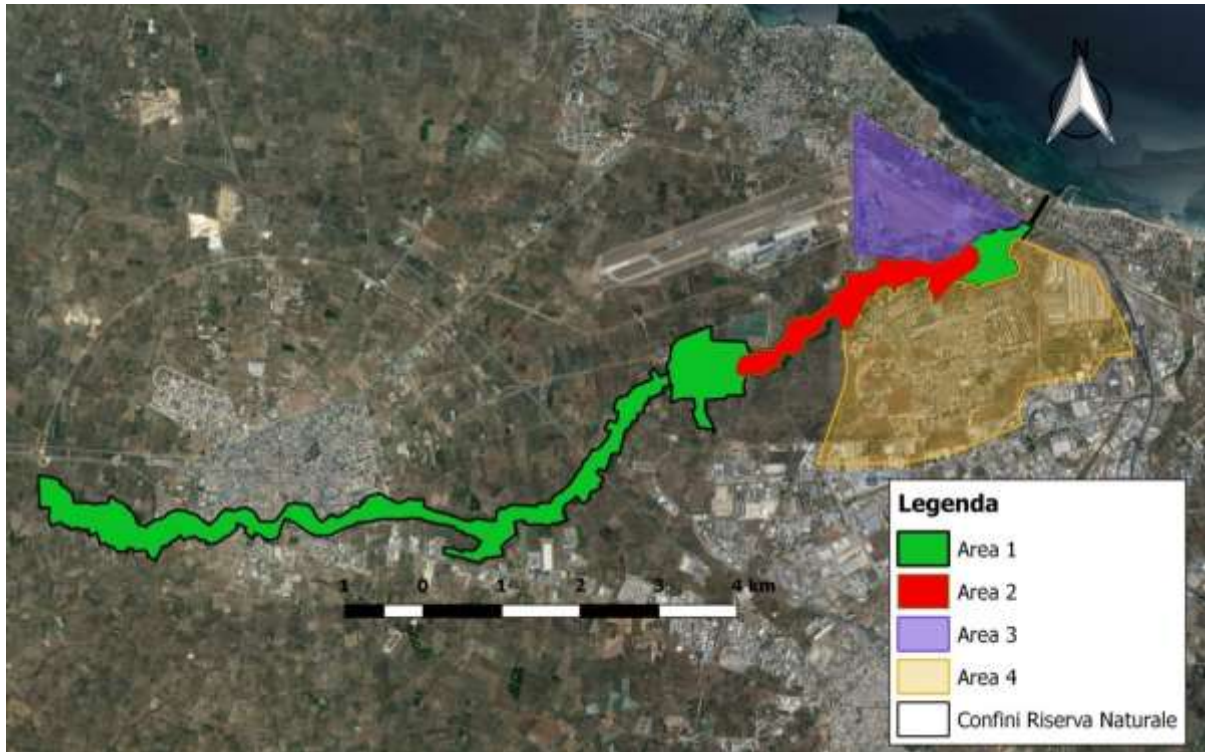 N
1 0 1 2 3 4 km
Legenda
Area 1
Area 2
Area 3
Area 4
Confini Riserva Naturale